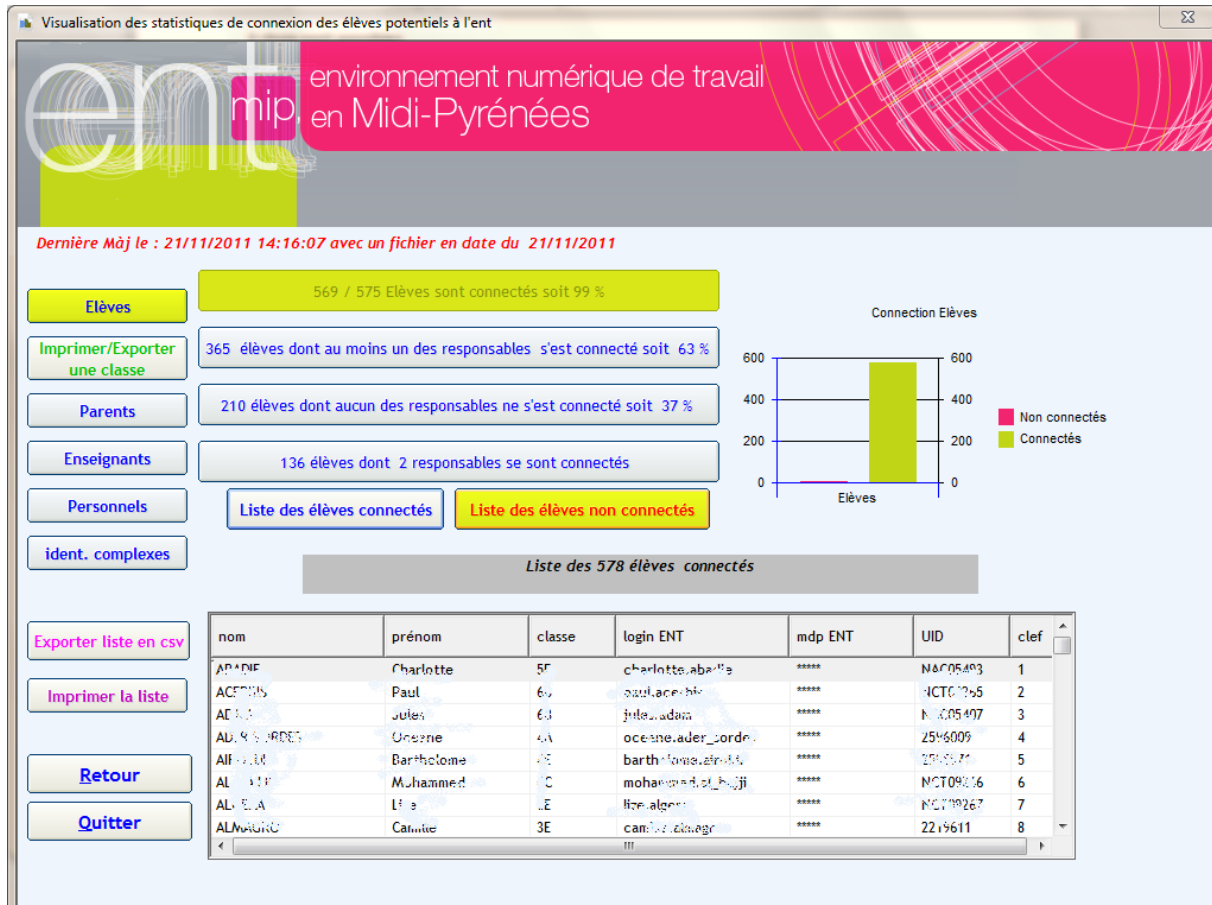 Visualisation des statistiques de connexion des élèves potentiels à l'ent
ent
mip.
environnement numérique de travail
en Midi-Pyrénées
Dernière Màj le : 21/11/2011 14:16:07 avec un fichier en date du 21/11/2011
Elèves
Imprimer/Exporter
une classe
Parents
Enseignants
Personnels
ident. complexes
Exporter liste en csv
Imprimer la liste
Retour
Quitter
569 / 575 Elèves sont connectés soit 99 %
365 élèves dont au moins un des responsables s'est connecté soit 63 %
210 élèves dont aucun des responsables ne s'est connecté soit 37 %
136 élèves dont 2 responsables se sont connectés
Liste des élèves connectés
Liste des élèves non connectés
Connection Elèves
600 600
400 400
200 200
0 0
Elèves
Non connectés
Connectés
Liste des 578 élèves connectés
nom prénom classe login ENT mdp ENT UID clef
Charlotte ***** 1
Paul ***** 2
Jules ***** 3
Oceane ***** 2596009 4
Bartholome ***** 5
Mohammed ***** 6
***** 7
Camille 3E ***** 2219611 8